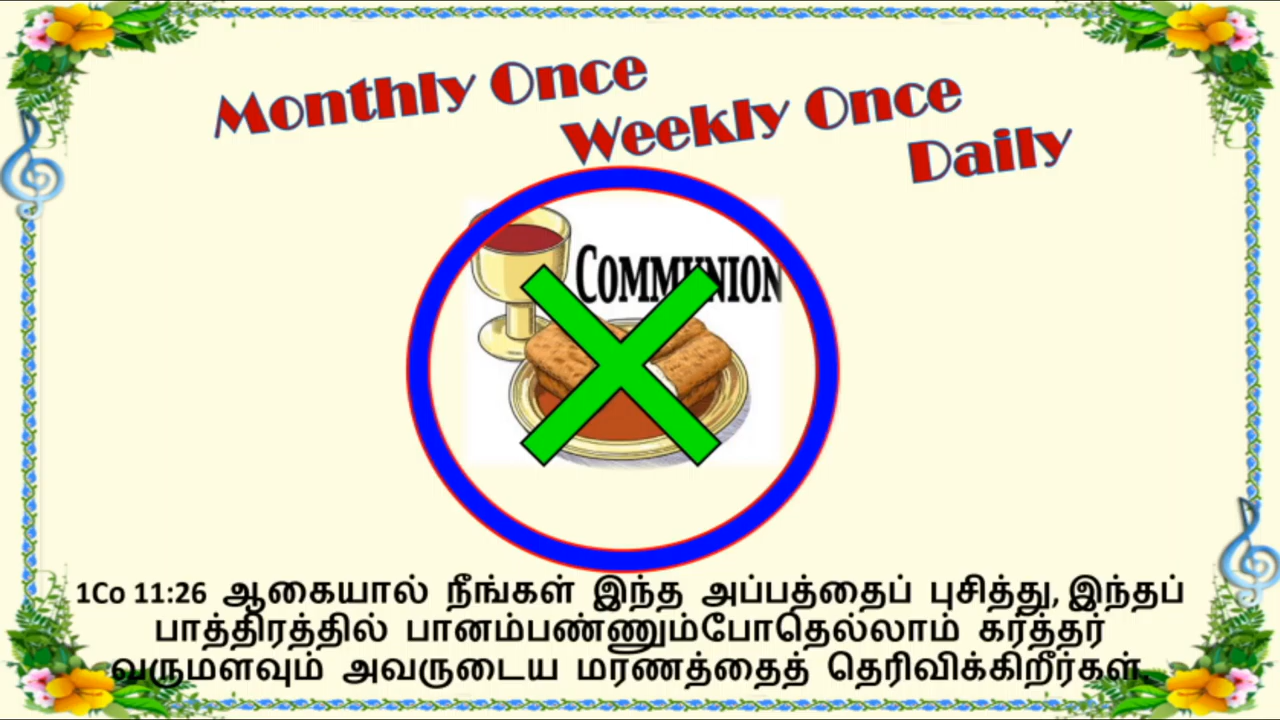 Monthly Once
Weekly Once
Daily
COMMUNION
1Co 11:26 ஆகையால் நீங்கள் இந்த அப்பத்தைப் புசித்து, இந்தப்
பாத்திரத்தில் பானம்பண்ணும்போதெல்லாம் கர்த்தர்
வருமளவும் அவருடைய மரணத்தைத் தெரிவிக்கிறீர்கள்.